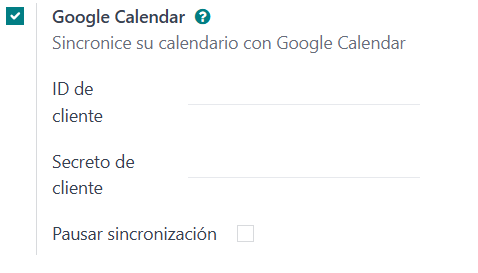 Google Calendar ?
Sincronice su calendario con Google Calendar
ID de
cliente
Secreto de
cliente
Pausar sincronización